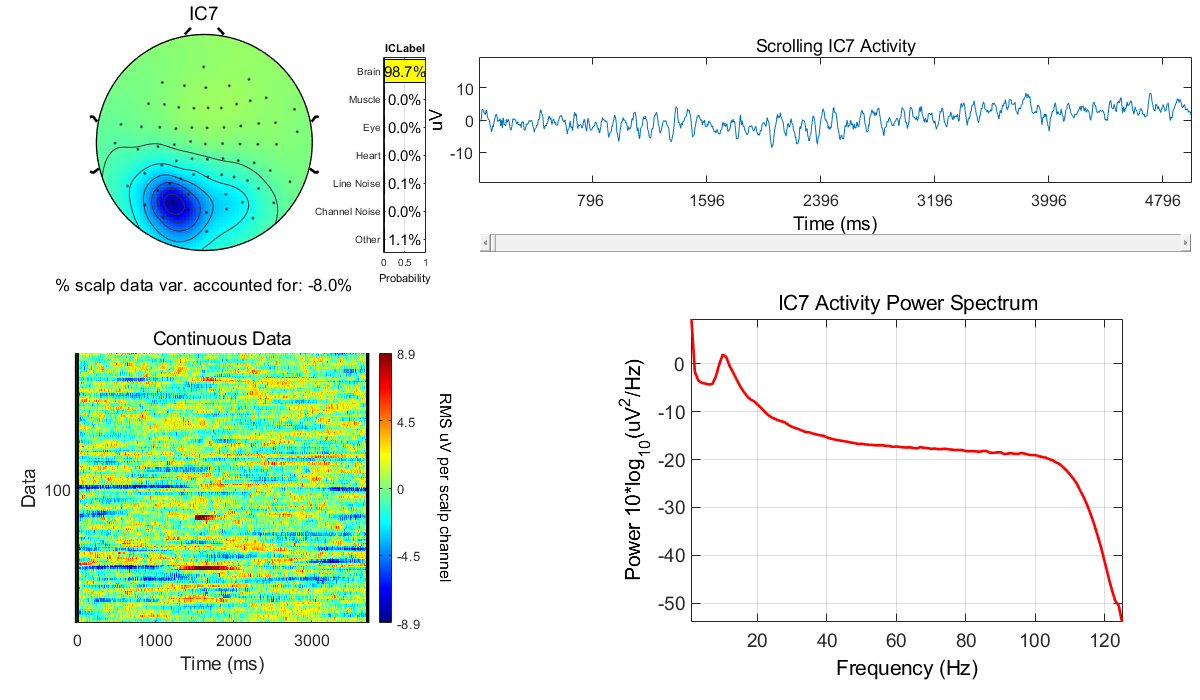 IC7
ICLabel
Brain 98.7%
Muscle 0.0%
Eye 0.0%
Heart 0.0%
Line Noise 0.1%
Channel Noise 0.0%
Other 1.1%
0 0.5 1
Probability
% scalp data var. accounted for: -8.0%
Scrolling IC7 Activity
uV
10
0
-10
796 1596 2396 3196 3996 4796
Time (ms)
Continuous Data
Data
100
0 1000 2000 3000
Time (ms)
8.9
4.5
0
-4.5
-8.9
RMS uV per scalp channel
IC7 Activity Power Spectrum
Power 10*log10(uV2/Hz)
0
-10
-20
-30
-40
-50
20 40 60 80 100 120
Frequency (Hz)